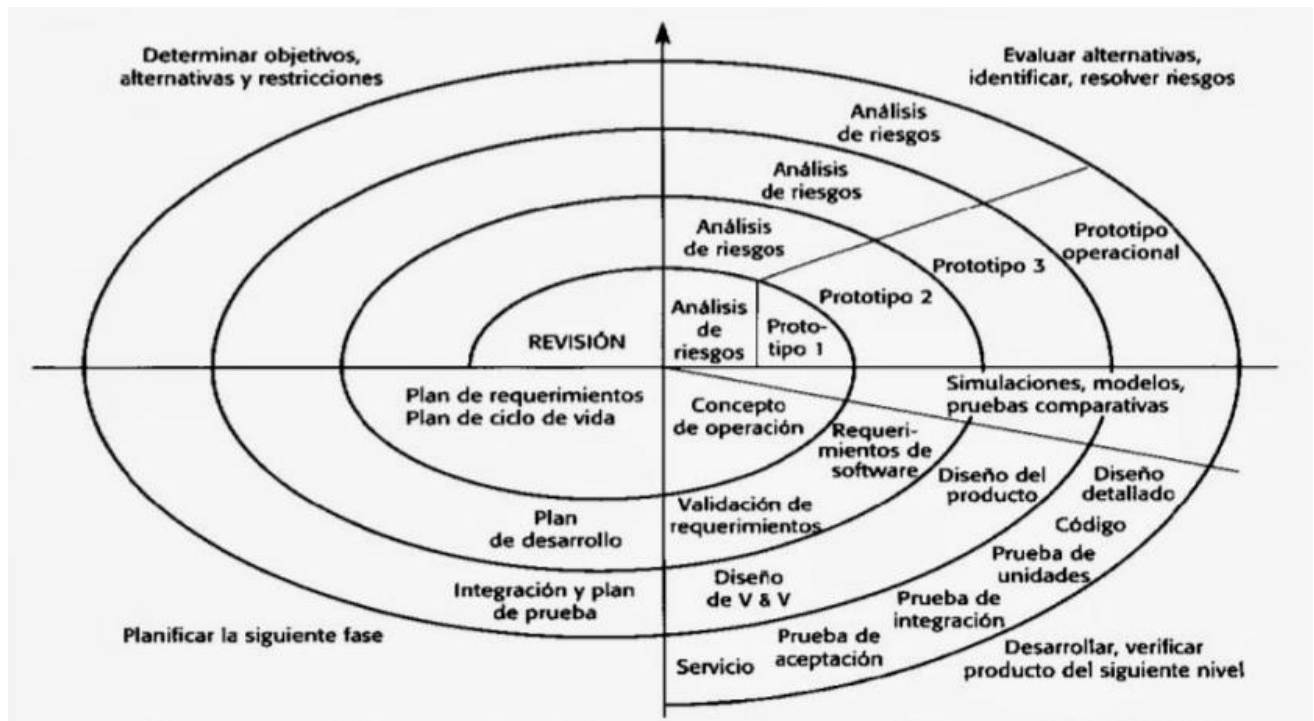 Determinar objetivos,
alternativas y restricciones
Evaluar alternativas,
identificar, resolver riesgos
Análisis
de riesgos
Análisis
de riesgos
Análisis
de riesgos
Análisis
de
riesgos
Proto-
tipo 1
Prototipo 2
Prototipo 3
Prototipo
operacional
REVISIÓN
Plan de requerimientos
Plan de ciclo de vida
Concepto
de operación
Simulaciones, modelos,
pruebas comparativas
Requeri-
mientos de
software
Diseño del
producto
Diseño
detallado
Código
Validación de
requerimientos
Plan
de desarrollo
Prueba de
unidades
Integración y plan
de prueba
Diseño
de V & V
Prueba de
integración
Planificar la siguiente fase
Prueba de
aceptación
Servicio
Desarrollar, verificar
producto del siguiente nivel